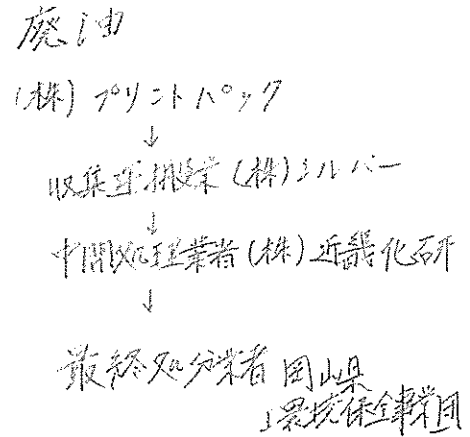 廃油
(株) プリントパック
↓
収集運搬業 (株)シルバー
↓
中間処理業者(株)近畿化研
↓
最終処分業者 岡山県
環境保全事業団